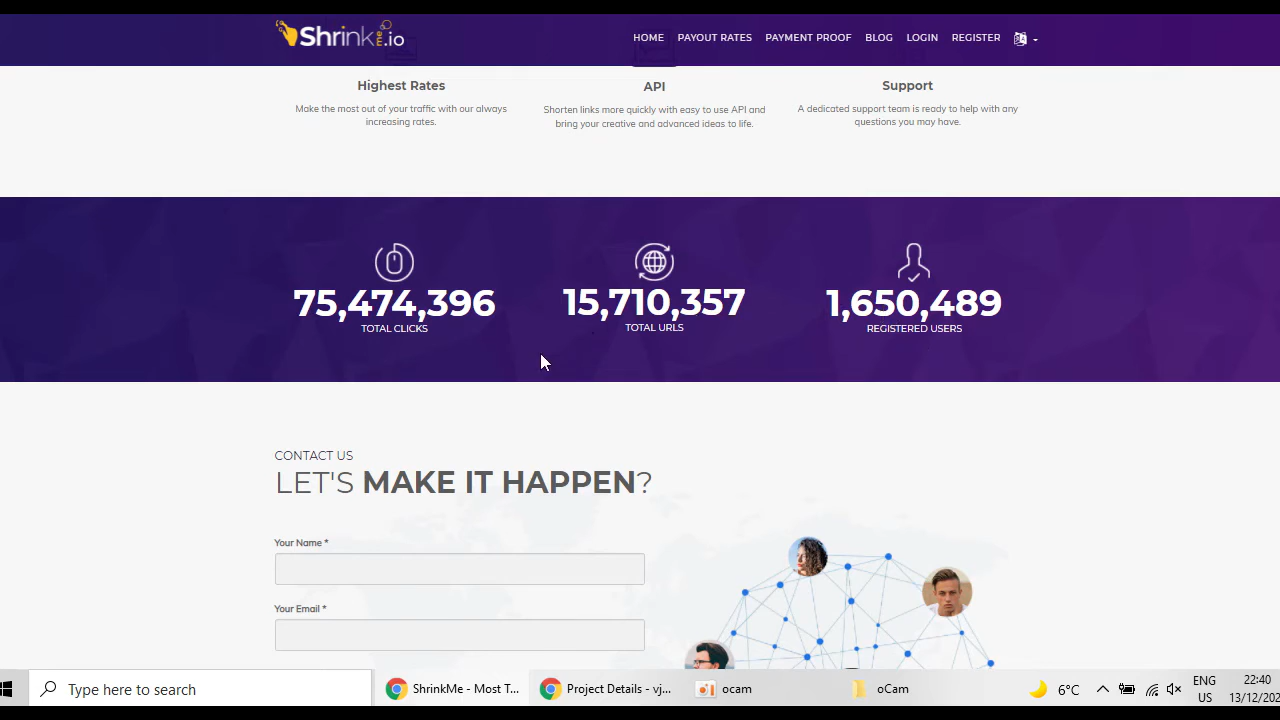 Shrinkme.io
HOME PAYOUT RATES PAYMENT PROOF BLOG LOGIN REGISTER
Highest Rates
Make the most out of your traffic with our always
increasing rates.
API
Shorten links more quickly with easy to use API and
bring your creative and advanced ideas to life.
Support
A dedicated support team is ready to help with any
questions you may have.
75,474,396
TOTAL CLICKS
15,710,357
TOTAL URLS
1,650,489
REGISTERED USERS
CONTACT US
LET'S MAKE IT HAPPEN?
Your Name *
Your Email *
Type here to search
ShrinkMe - Most T...
Project Details - vj...
ocam
oCam
6°C
ENG
US
22:40
13/12/202